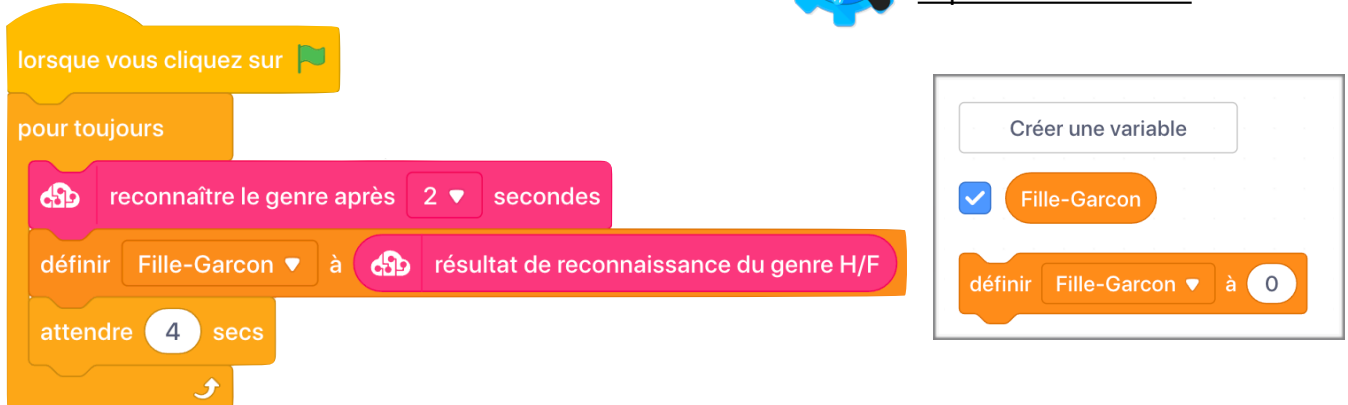 lorsque vous cliquez sur
pour toujours
reconnaître le genre après 2 secondes
définir Fille-Garcon à résultat de reconnaissance du genre H/F
attendre 4 secs
Créer une variable
Fille-Garcon
définir Fille-Garcon à 0